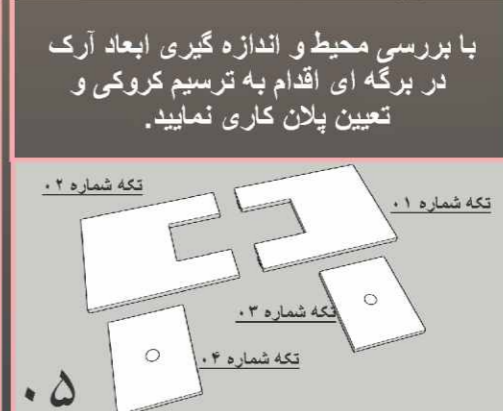 با بررسی محیط و اندازه گیری ابعاد آرک
در برگه ای اقدام به ترسیم کروکی و
تعیین پلان کاری نمایید.
تکه شماره ۰۲
تکه شماره ۰۱
تکه شماره ۰۳
تکه شماره ۰۴
۰۵